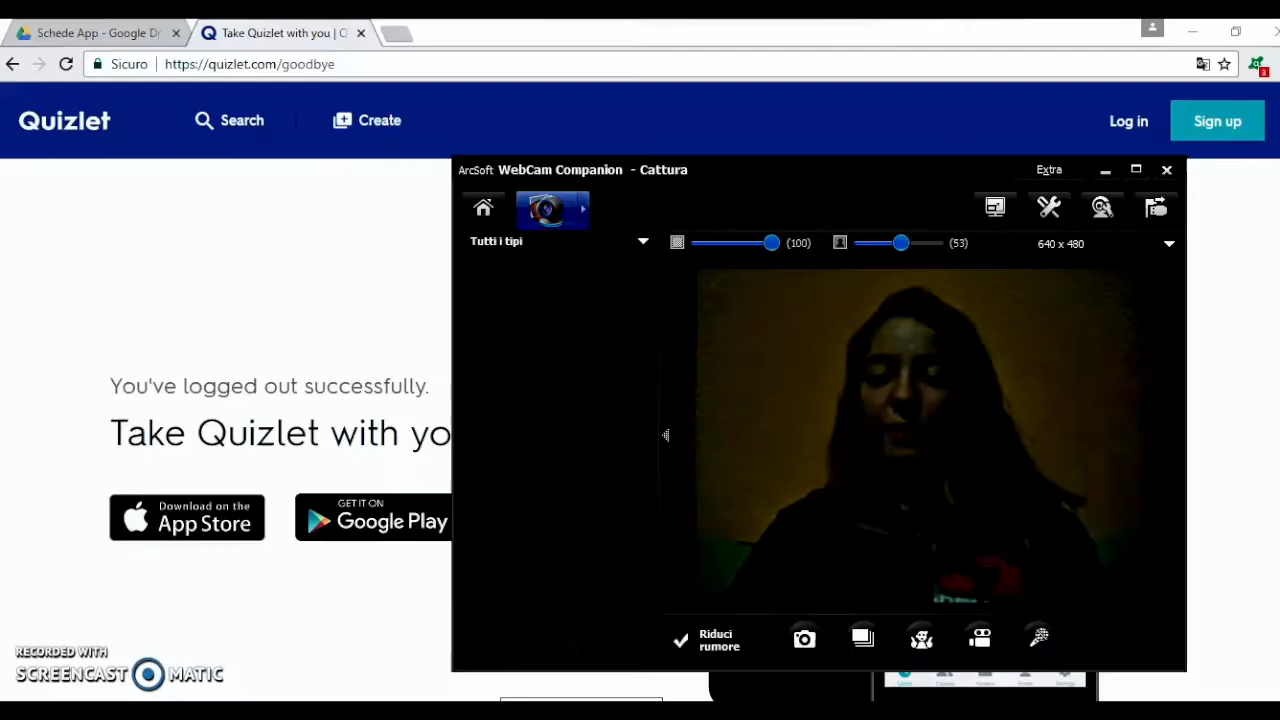 Schede App - Google Dr
Take Quizlet with you | Q
Sicuro
https://quizlet.com/goodbye
3
Quizlet
Search
Create
Log in
Sign up
ArcSoft WebCam Companion - Cattura
Extra
Tutti i tipi
(100)
(53)
640 x 480
You've logged out successfully.
Take Quizlet with yo
Download on the
App Store
GET IT ON
Google Play
Riduci
rumore
RECORDED WITH
SCREENCAST MATIC